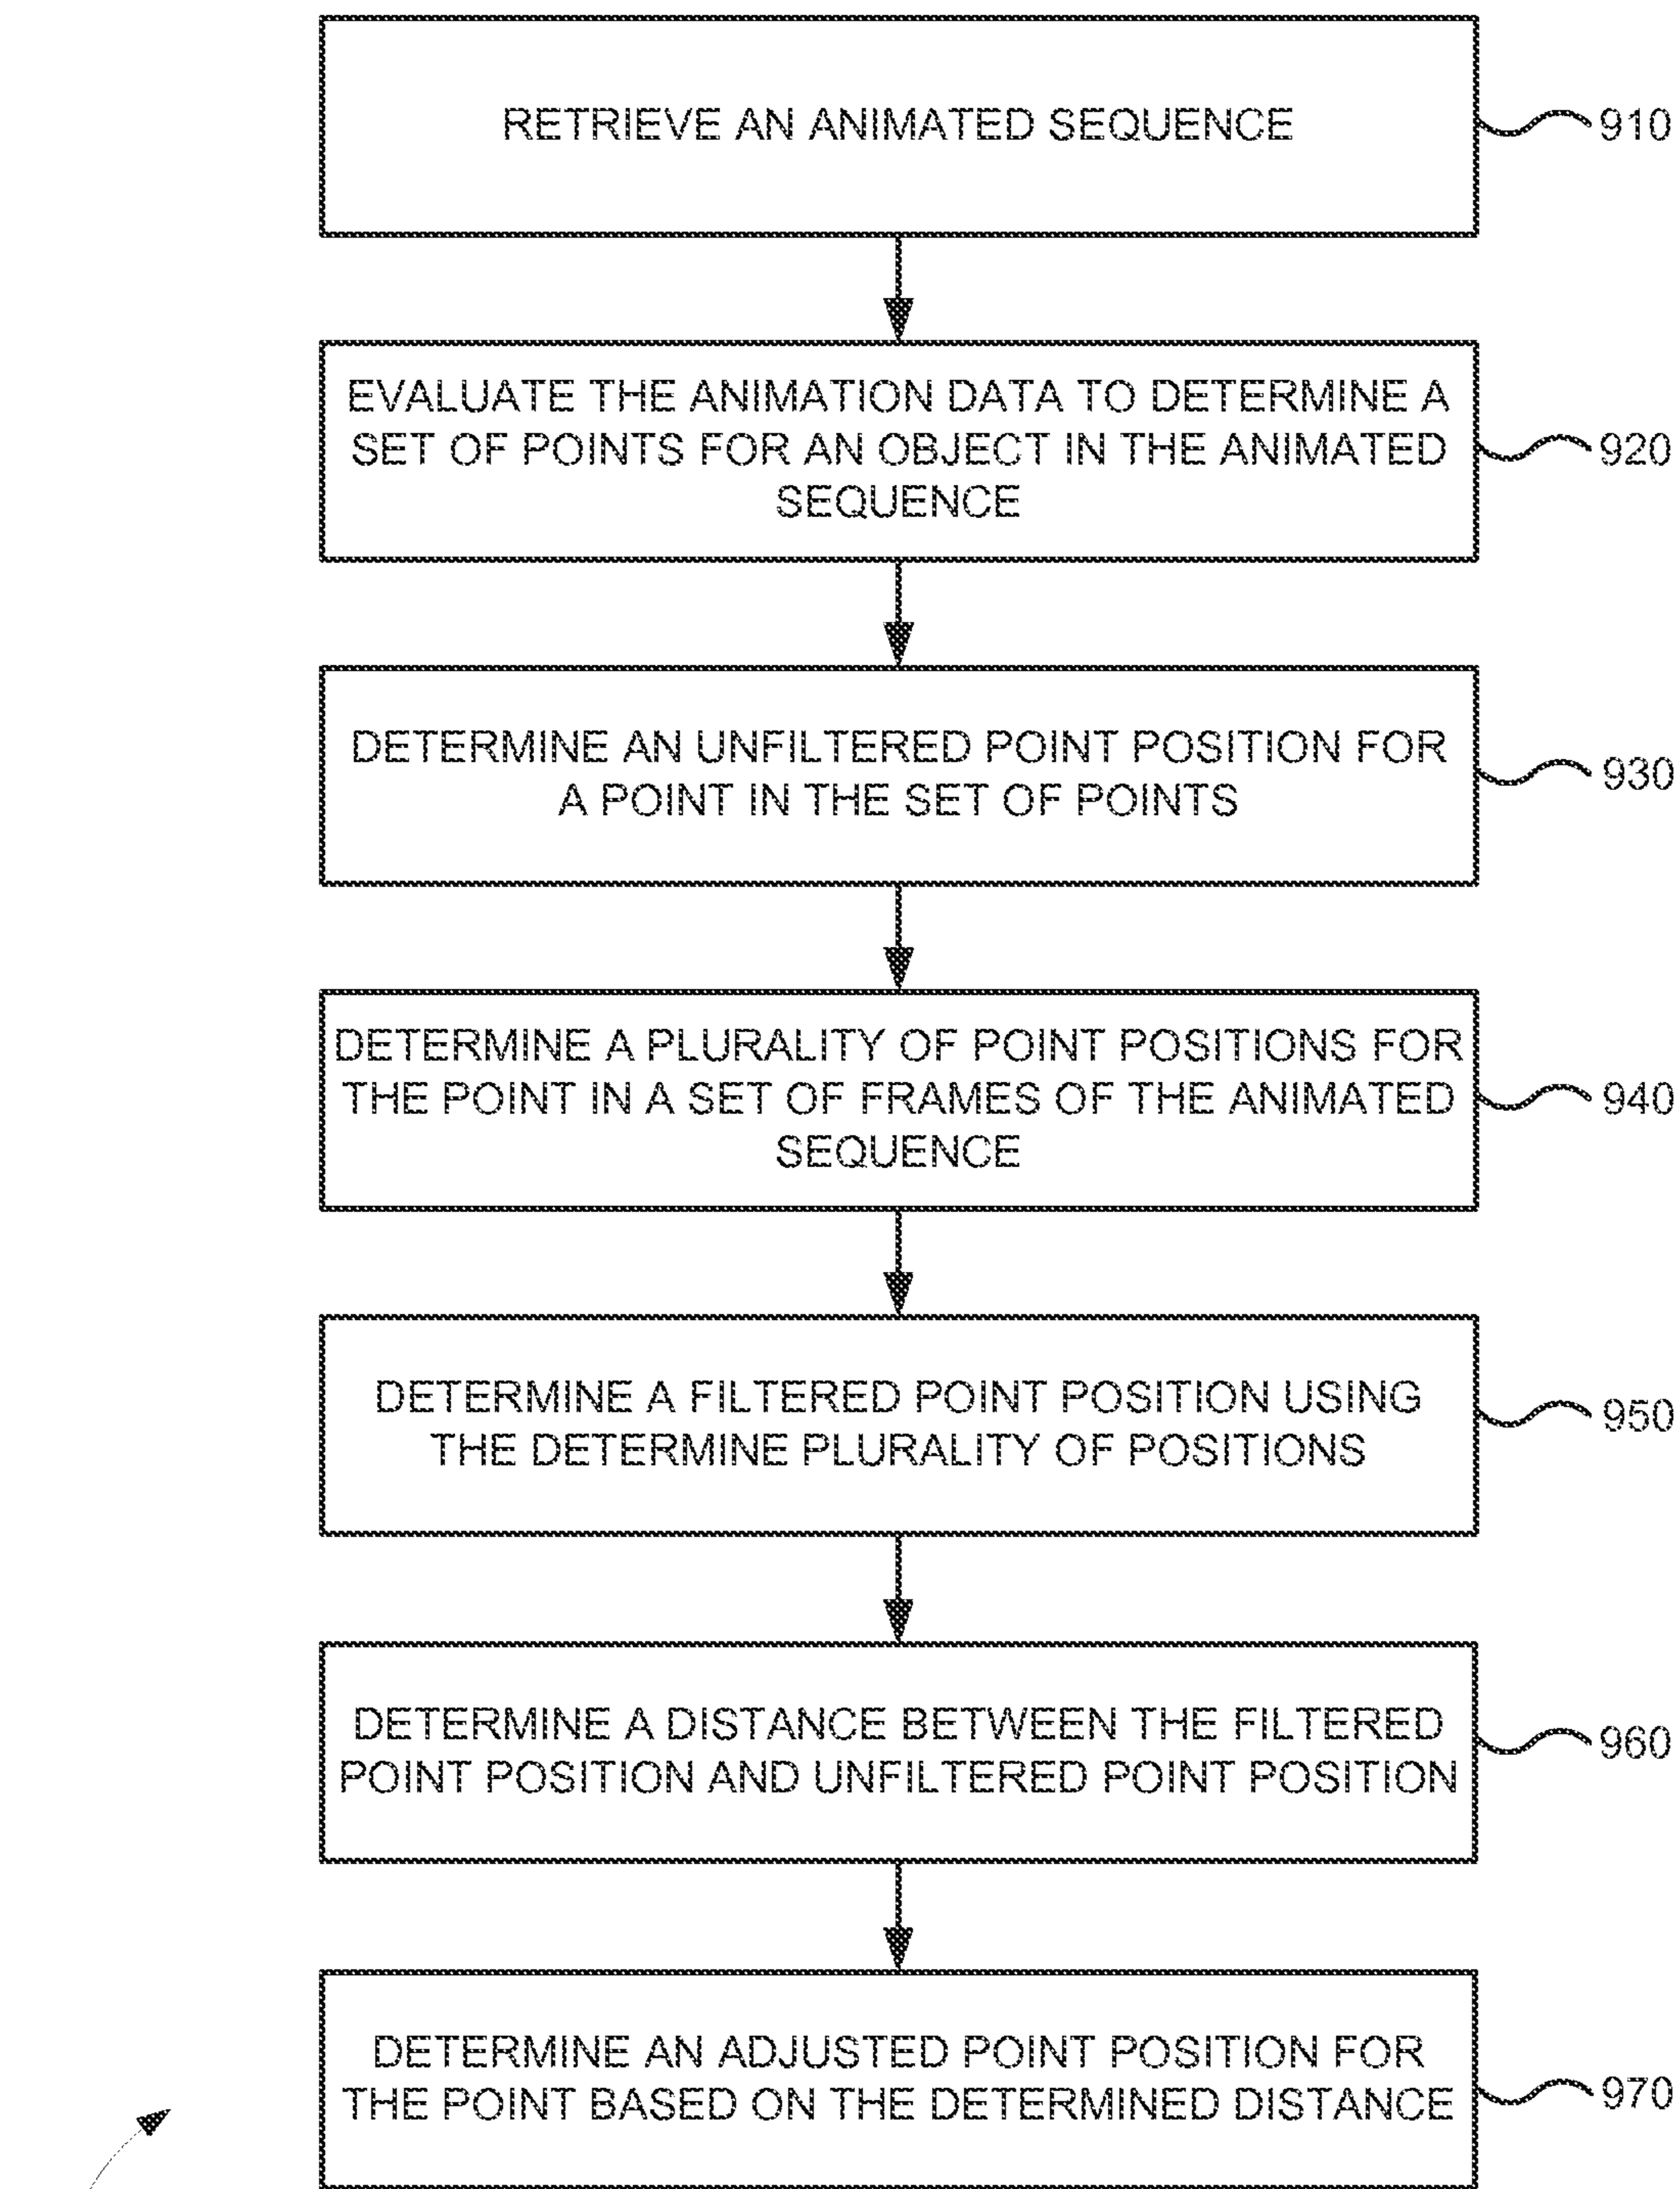 RETRIEVE AN ANIMATED SEQUENCE
910
EVALUATE THE ANIMATION DATA TO DETERMINE A
SET OF POINTS FOR AN OBJECT IN THE ANIMATED
SEQUENCE
920
DETERMINE AN UNFILTERED POINT POSITION FOR
A POINT IN THE SET OF POINTS
930
DETERMINE A PLURALITY OF POINT POSITIONS FOR
THE POINT IN A SET OF FRAMES OF THE ANIMATED
SEQUENCE
940
DETERMINE A FILTERED POINT POSITION USING
THE DETERMINE PLURALITY OF POSITIONS
950
DETERMINE A DISTANCE BETWEEN THE FILTERED
POINT POSITION AND UNFILTERED POINT POSITION
960
DETERMINE AN ADJUSTED POINT POSITION FOR
THE POINT BASED ON THE DETERMINED DISTANCE
970